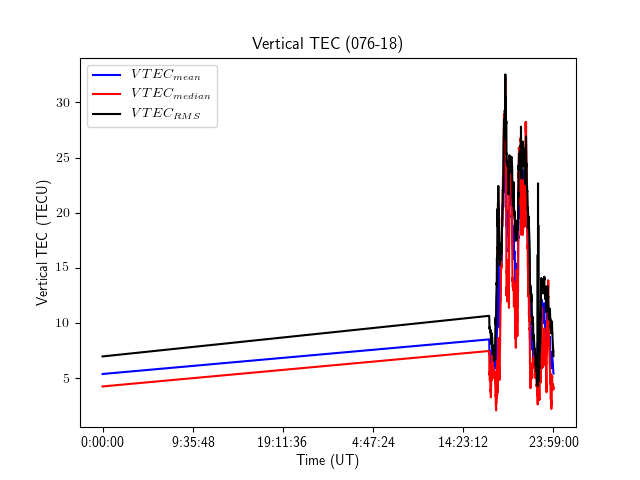 Vertical TEC (076-18)
VTEC_mean
VTEC_median
VTEC_RMS
30
25
20
15
10
5
Vertical TEC (TECU)
0:00:00 9:35:48 19:11:36 4:47:24 14:23:12 23:59:00
Time (UT)